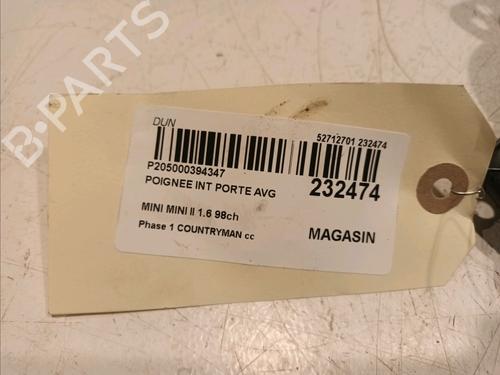 B-PARTS
DUN
52712701 232474
P205000394347
POIGNEE INT PORTE AVG
232474
MINI MINI II 1.6 98ch
Phase 1 COUNTRYMAN cc
MAGASIN